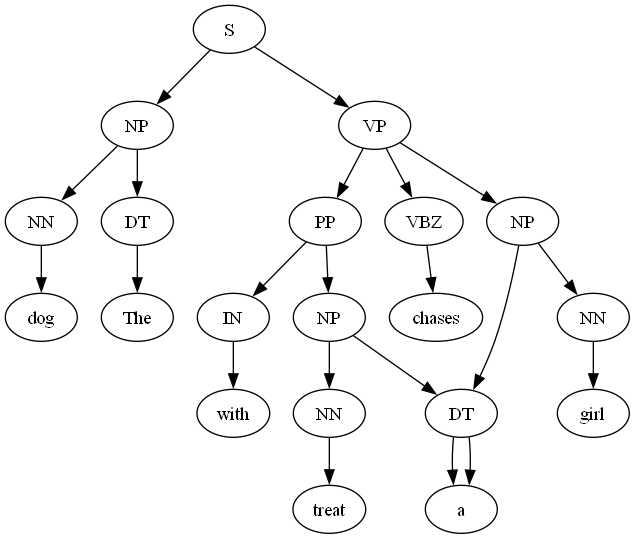 S
NP VP
NN DT PP VBZ NP
dog The IN NP chases NN
with NN DT girl
treat a